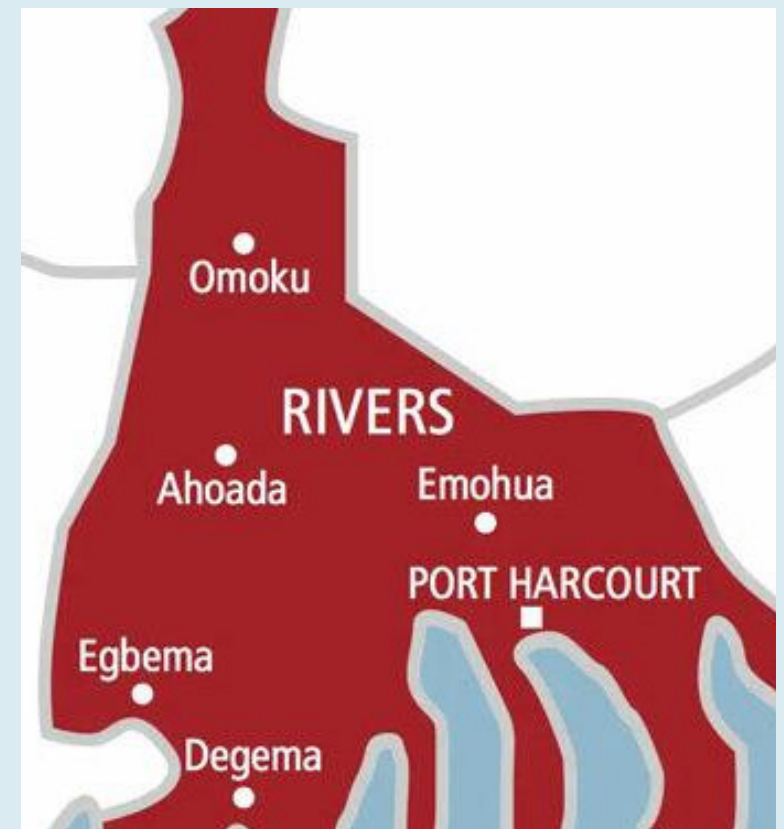 Omoku
RIVERS
Ahoada
Emohua
PORT HARCOURT
Egbema
Degema